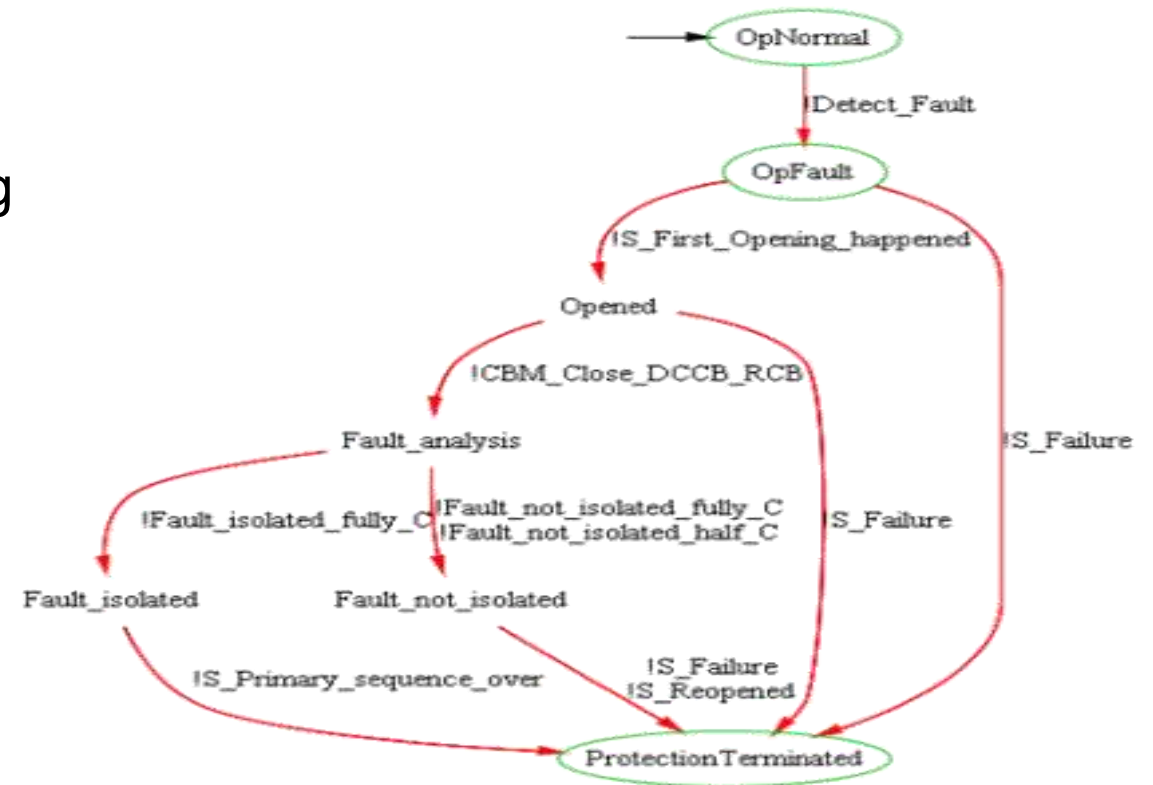 OpNormal
!Detect_Fault
g
OpFault
!S_First_Opening_happened
Opened
!CBM_Close_DCCB_RCB
Fault_analysis
!S_Failure
!Fault_isolated_fully_C
!Fault_not_isolated_fully_C
!Fault_not_isolated_half_C
!S_Failure
Fault_isolated
Fault_not_isolated
!S_Primary_sequence_over
!S_Failure
!S_Reopened
ProtectionTerminated